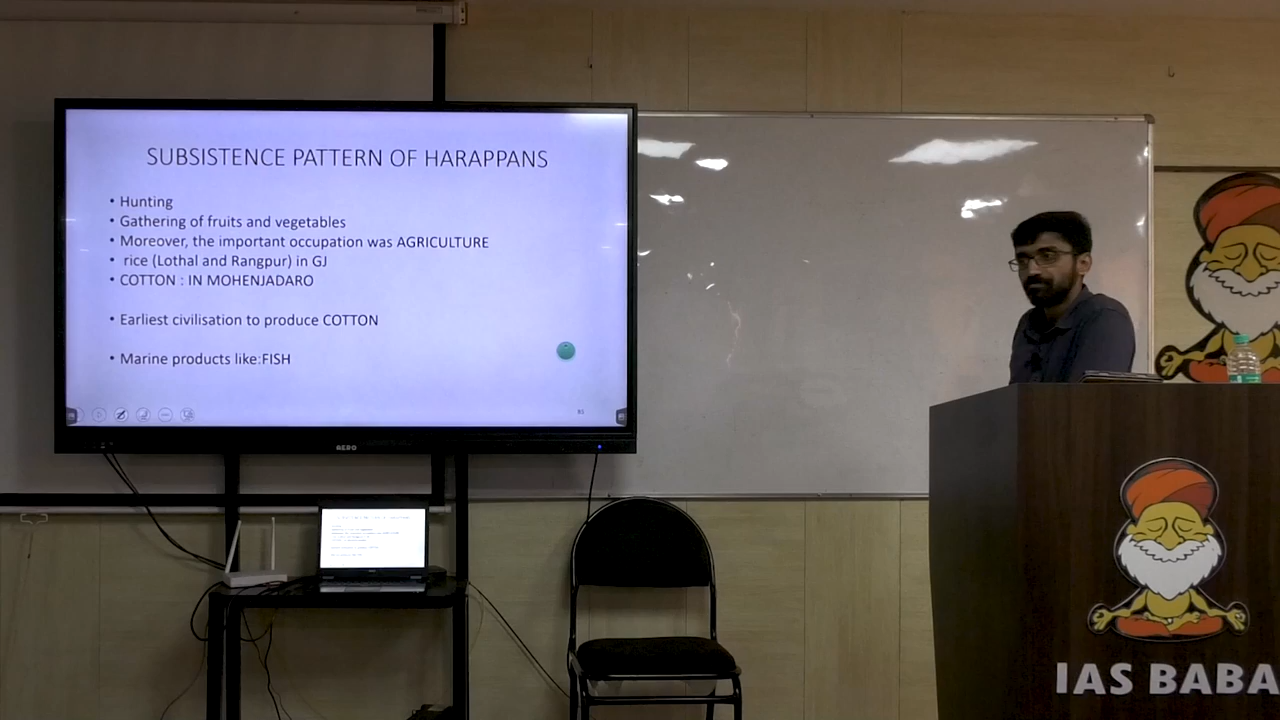 SUBSISTENCE PATTERN OF HARAPPANS
• Hunting
• Gathering of fruits and vegetables
• Moreover, the important occupation was AGRICULTURE
• rice (Lothal and Rangpur) in GJ
• COTTON : IN MOHENJADARO
• Earliest civilisation to produce COTTON
• Marine products like:FISH
AERO
IAS BABA